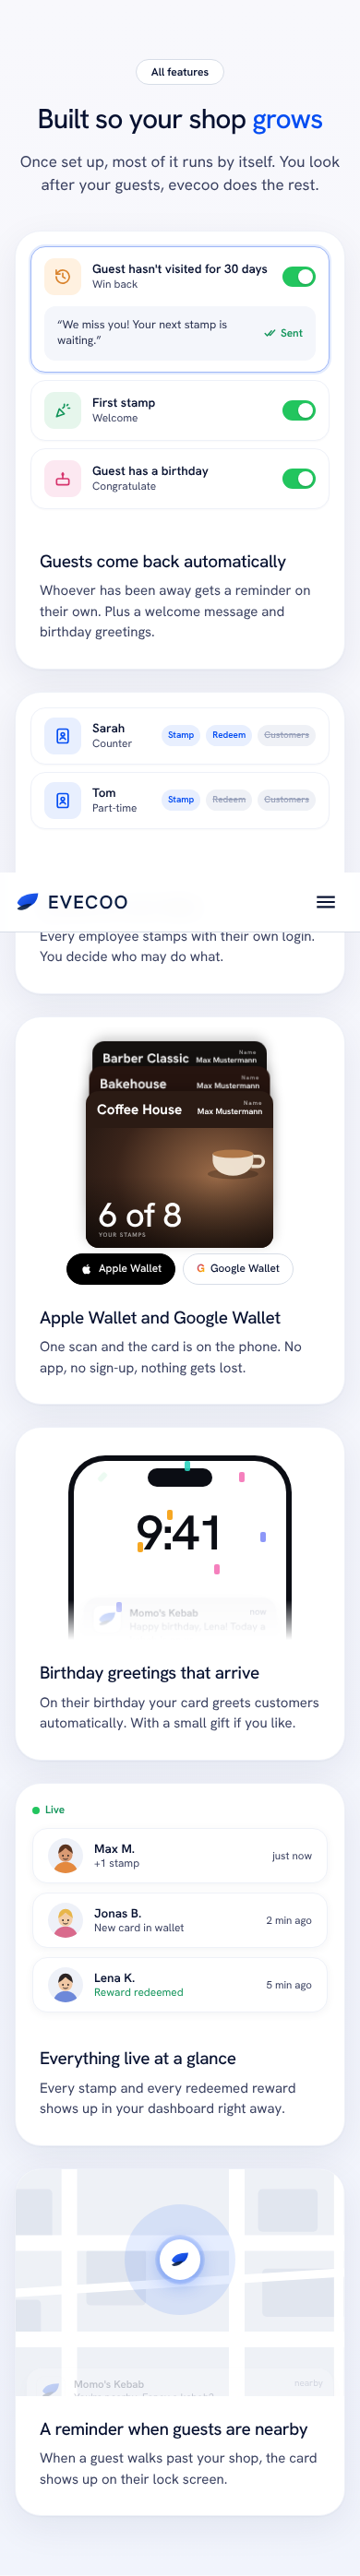 All features
Built so your shop grows
Once set up, most of it runs by itself. You look
after your guests, evecoo does the rest.
Guest hasn't visited for 30 days
Win back
“We miss you! Your next stamp is
waiting.”
Sent
First stamp
Welcome
Guest has a birthday
Congratulate
Guests come back automatically
Whoever has been away gets a reminder on
their own. Plus a welcome message and
birthday greetings.
Sarah
Counter
Stamp Redeem Customers
Tom
Part-time
Stamp Redeem Customers
EVECOO
Every employee stamps with their own login.
You decide who may do what.
Barber Classic
Name
Max Mustermann
Bakehouse
Name
Max Mustermann
Coffee House
Name
Max Mustermann
6 of 8
YOUR STAMPS
Apple Wallet
G Google Wallet
Apple Wallet and Google Wallet
One scan and the card is on the phone. No
app, no sign-up, nothing gets lost.
9:41
Momo's Kebab
now
Happy birthday, Lena! Today a
Birthday greetings that arrive
On their birthday your card greets customers
automatically. With a small gift if you like.
Live
Max M.
+1 stamp
just now
Jonas B.
New card in wallet
2 min ago
Lena K.
Reward redeemed
5 min ago
Everything live at a glance
Every stamp and every redeemed reward
shows up in your dashboard right away.
Momo's Kebab
nearby
A reminder when guests are nearby
When a guest walks past your shop, the card
shows up on their lock screen.